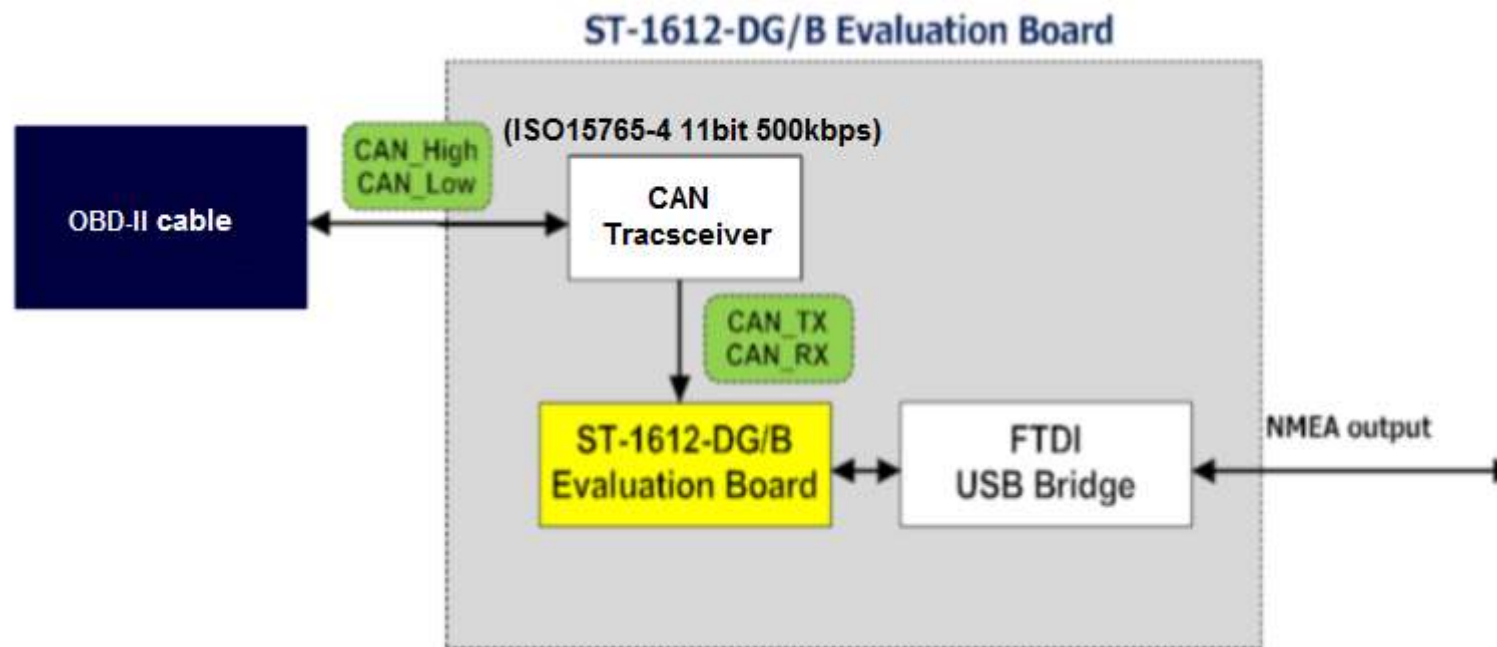 ST-1612-DG/B Evaluation Board
(ISO15765-4 11bit 500kbps)
CAN_High
CAN_Low
OBD-II cable
CAN
Tracsceiver
CAN_TX
CAN_RX
ST-1612-DG/B
Evaluation Board
FTDI
USB Bridge
NMEA output